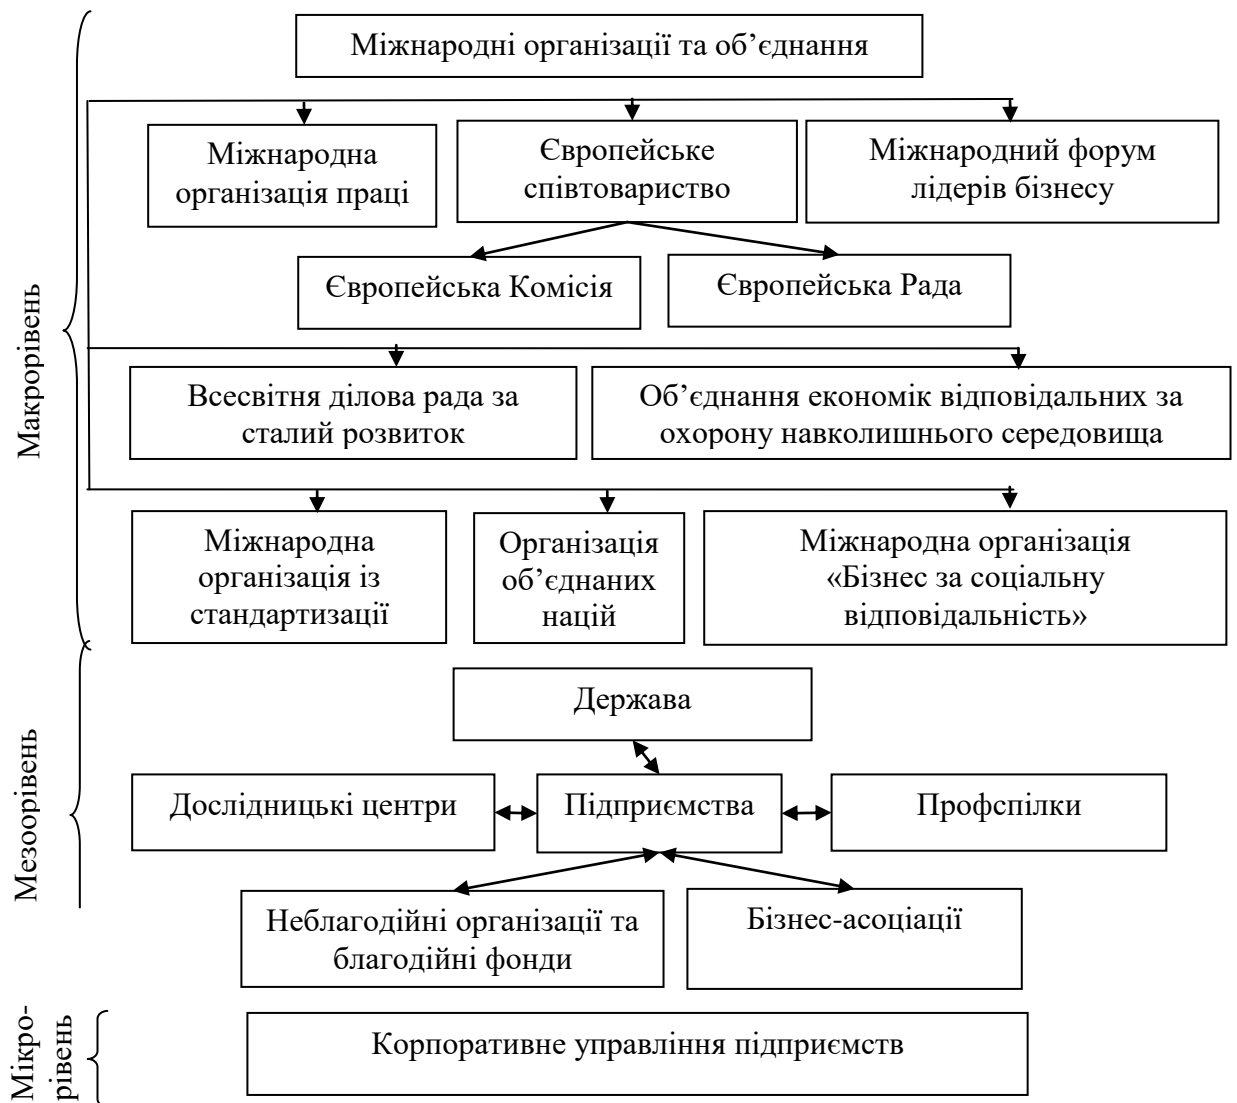 Міжнародні організації та об’єднання
Міжнародна
організація праці
Європейське
співтовариство
Міжнародний форум
лідерів бізнесу
Європейська Комісія
Європейська Рада
Макрорівень
Всесвітня ділова рада за
сталий розвиток
Об’єднання економік відповідальних за
охорону навколишнього середовища
Міжнародна
організація із
стандартизації
Організація
об’єднаних
націй
Міжнародна організація
«Бізнес за соціальну
відповідальність»
Держава
Мезоорівень
Дослідницькі центри
Підприємства
Профспілки
Неблагодійні організації та
благодійні фонди
Бізнес-асоціації
Мікро-
рівень
Корпоративне управління підприємств